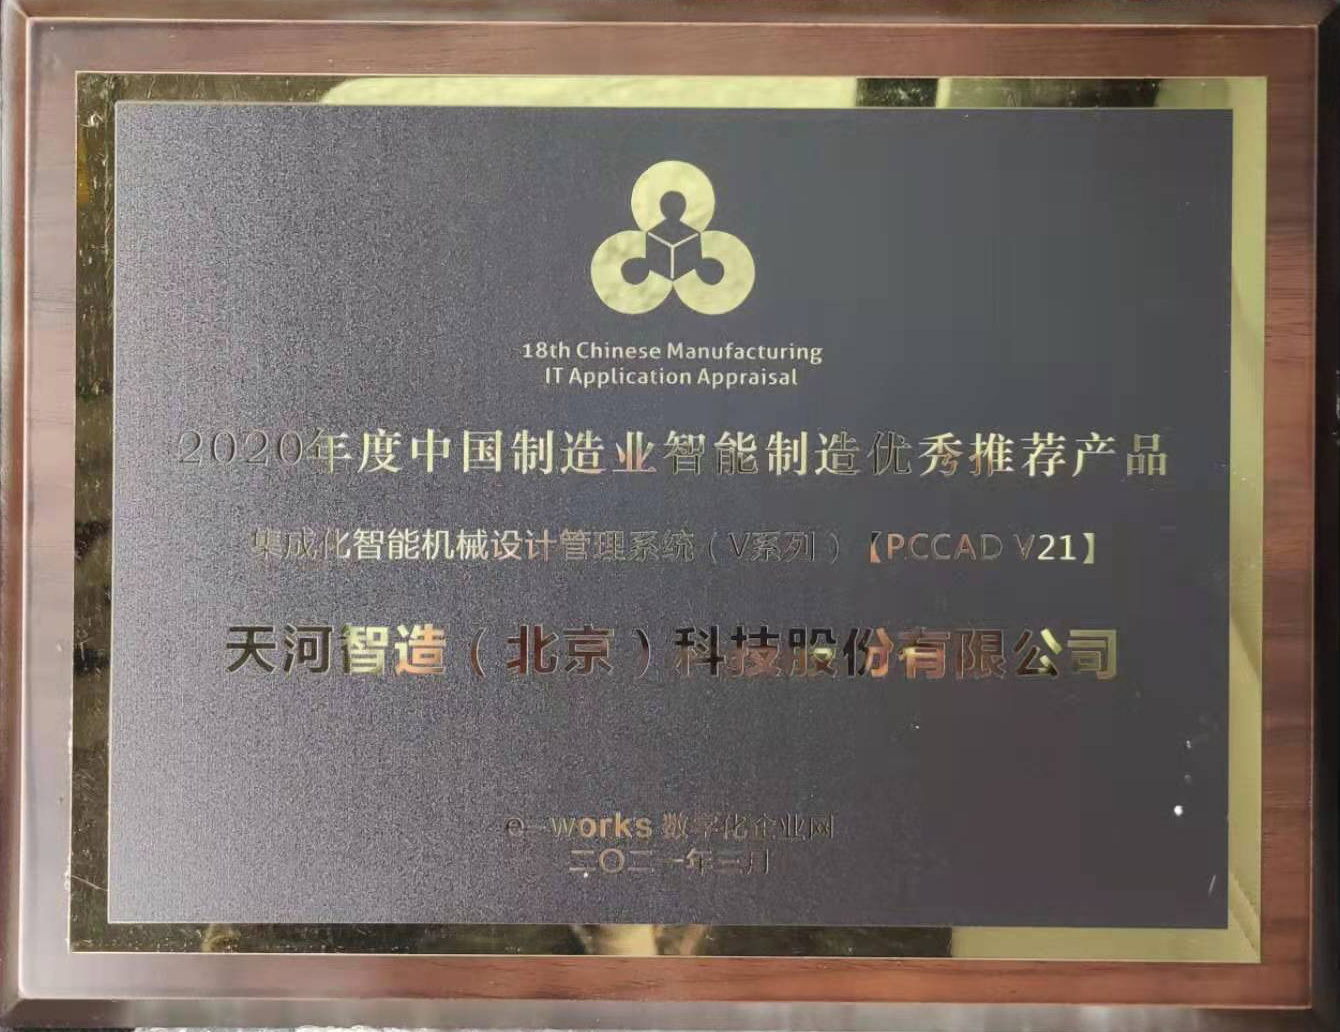 18th Chinese Manufacturing
IT Application Appraisal
2020年度中国制造业智能制造优秀推荐产品
集成化智能机械设计管理系统（V系列）【PCCAD V21】
天河智造（北京）科技股份有限公司
e-works 数字化企业网
二〇二一年三月